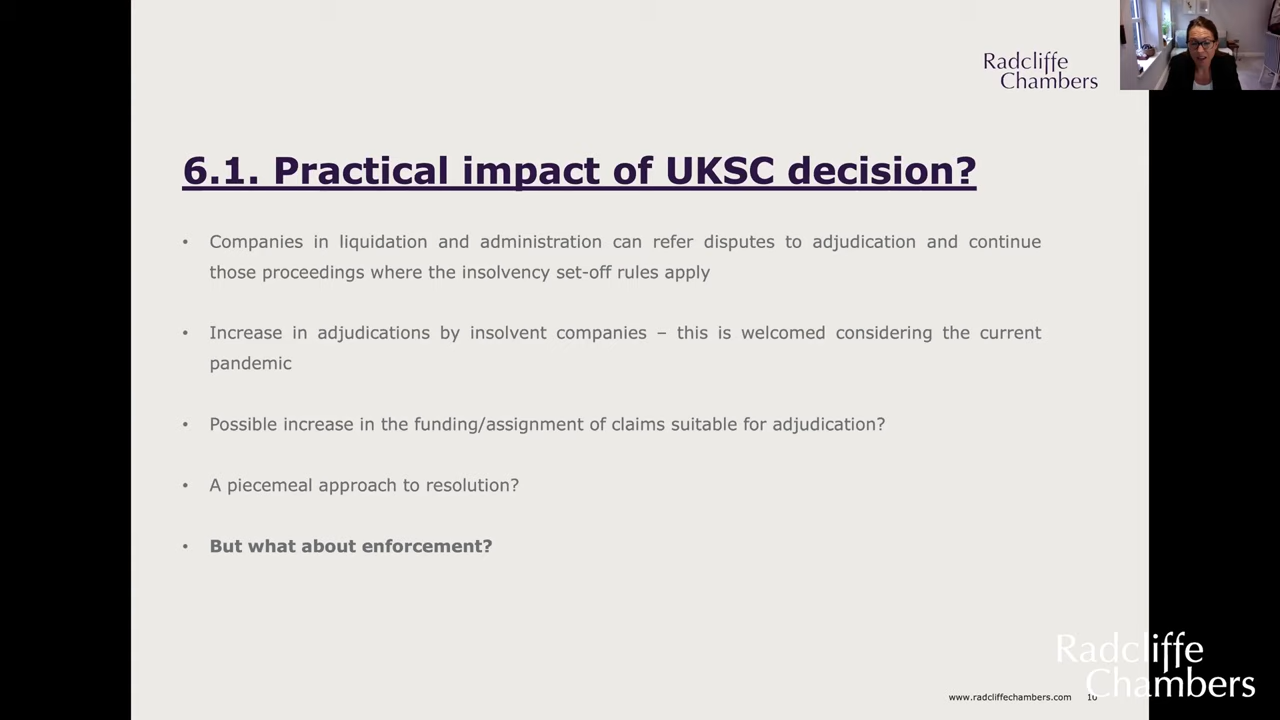 Radcliffe
Chambers
6.1. Practical impact of UKSC decision?
• Companies in liquidation and administration can refer disputes to adjudication and continue
those proceedings where the insolvency set-off rules apply
• Increase in adjudications by insolvent companies – this is welcomed considering the current
pandemic
• Possible increase in the funding/assignment of claims suitable for adjudication?
• A piecemeal approach to resolution?
• But what about enforcement?
Radcliffe
Chambers
www.radcliffechambers.com